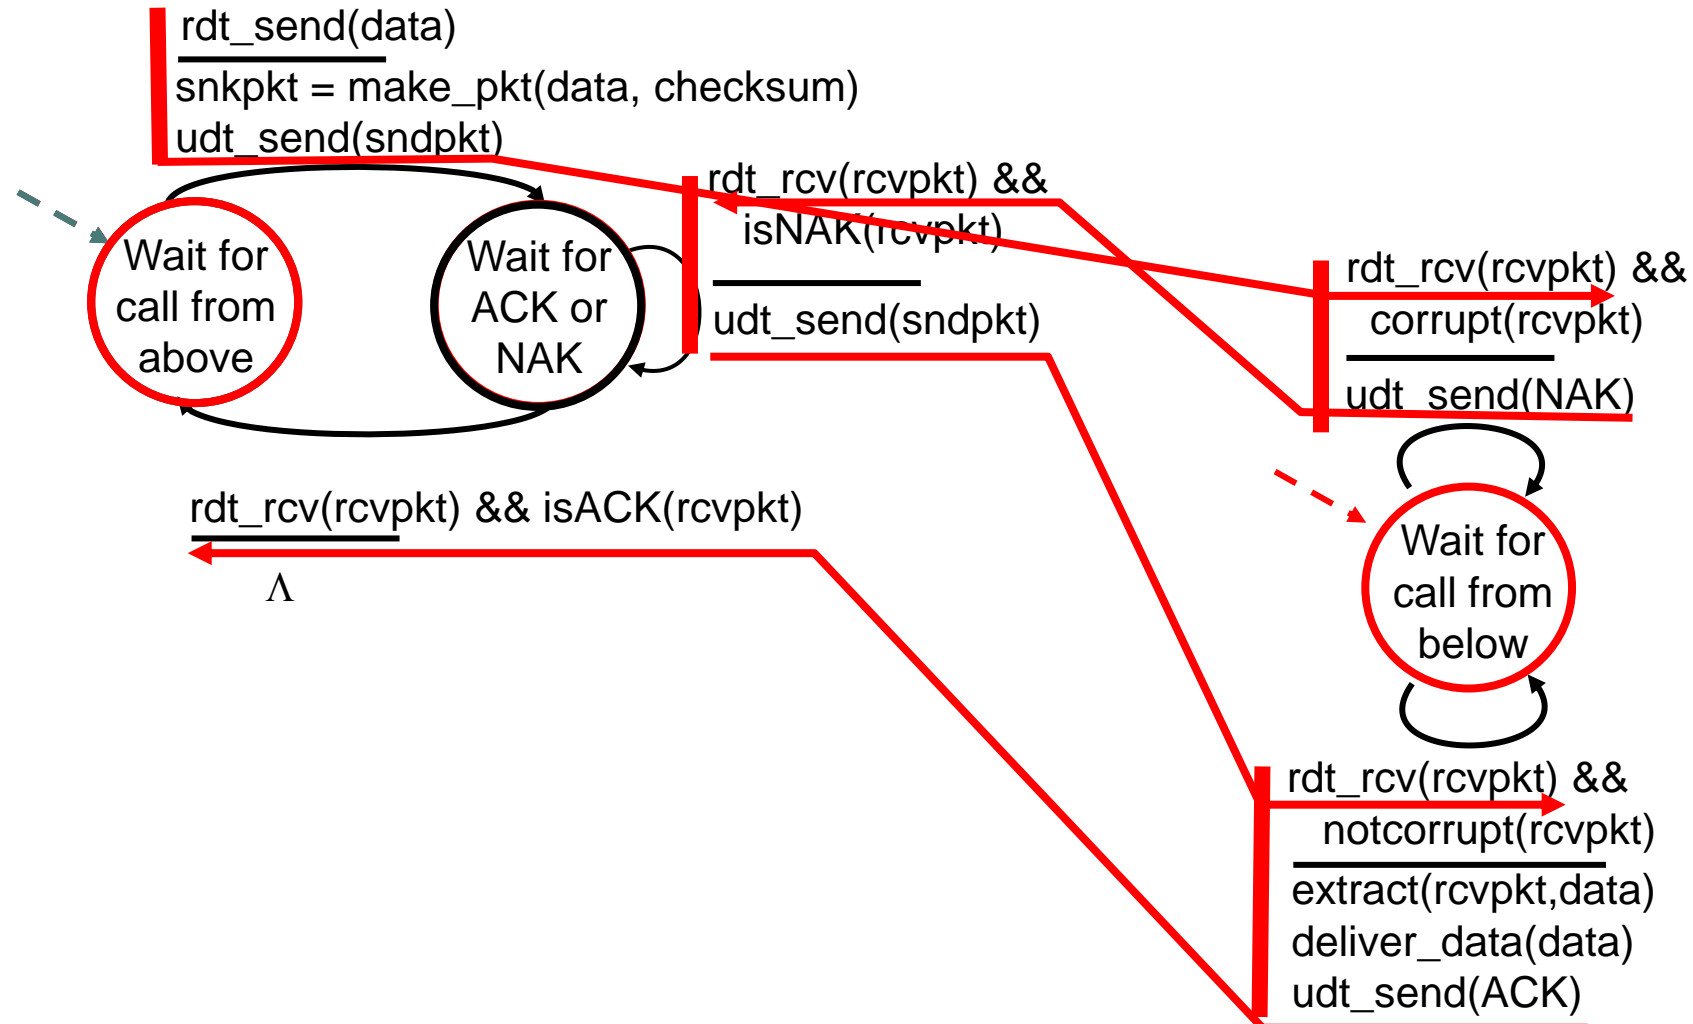 rdt_send(data)
snkpkt = make_pkt(data, checksum)
udt_send(sndpkt)
Wait for
call from
above
Wait for
ACK or
NAK
rdt_rcv(rcvpkt) &&
isNAK(rcvpkt)
udt_send(sndpkt)
rdt_rcv(rcvpkt) && isACK(rcvpkt)
Λ
rdt_rcv(rcvpkt) &&
corrupt(rcvpkt)
udt_send(NAK)
Wait for
call from
below
rdt_rcv(rcvpkt) &&
notcorrupt(rcvpkt)
extract(rcvpkt,data)
deliver_data(data)
udt_send(ACK)